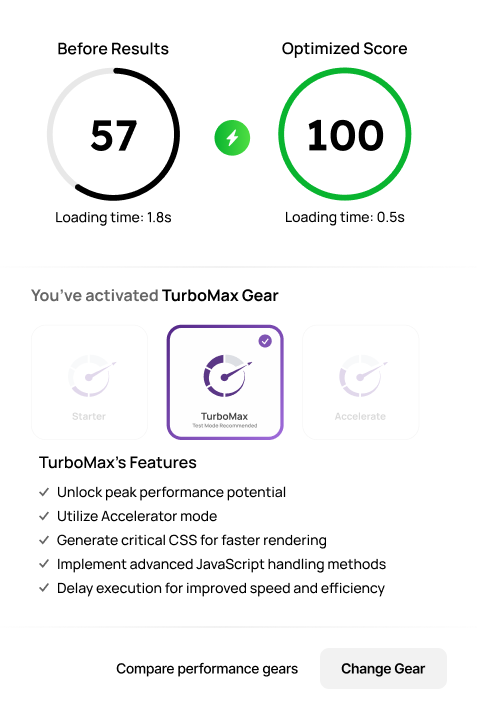 Before Results
Optimized Score
57
100
Loading time: 1.8s
Loading time: 0.5s
You've activated TurboMax Gear
Starter
TurboMax
Test Mode Recommended
Accelerate
TurboMax's Features
Unlock peak performance potential
Utilize Accelerator mode
Generate critical CSS for faster rendering
Implement advanced JavaScript handling methods
Delay execution for improved speed and efficiency
Compare performance gears
Change Gear